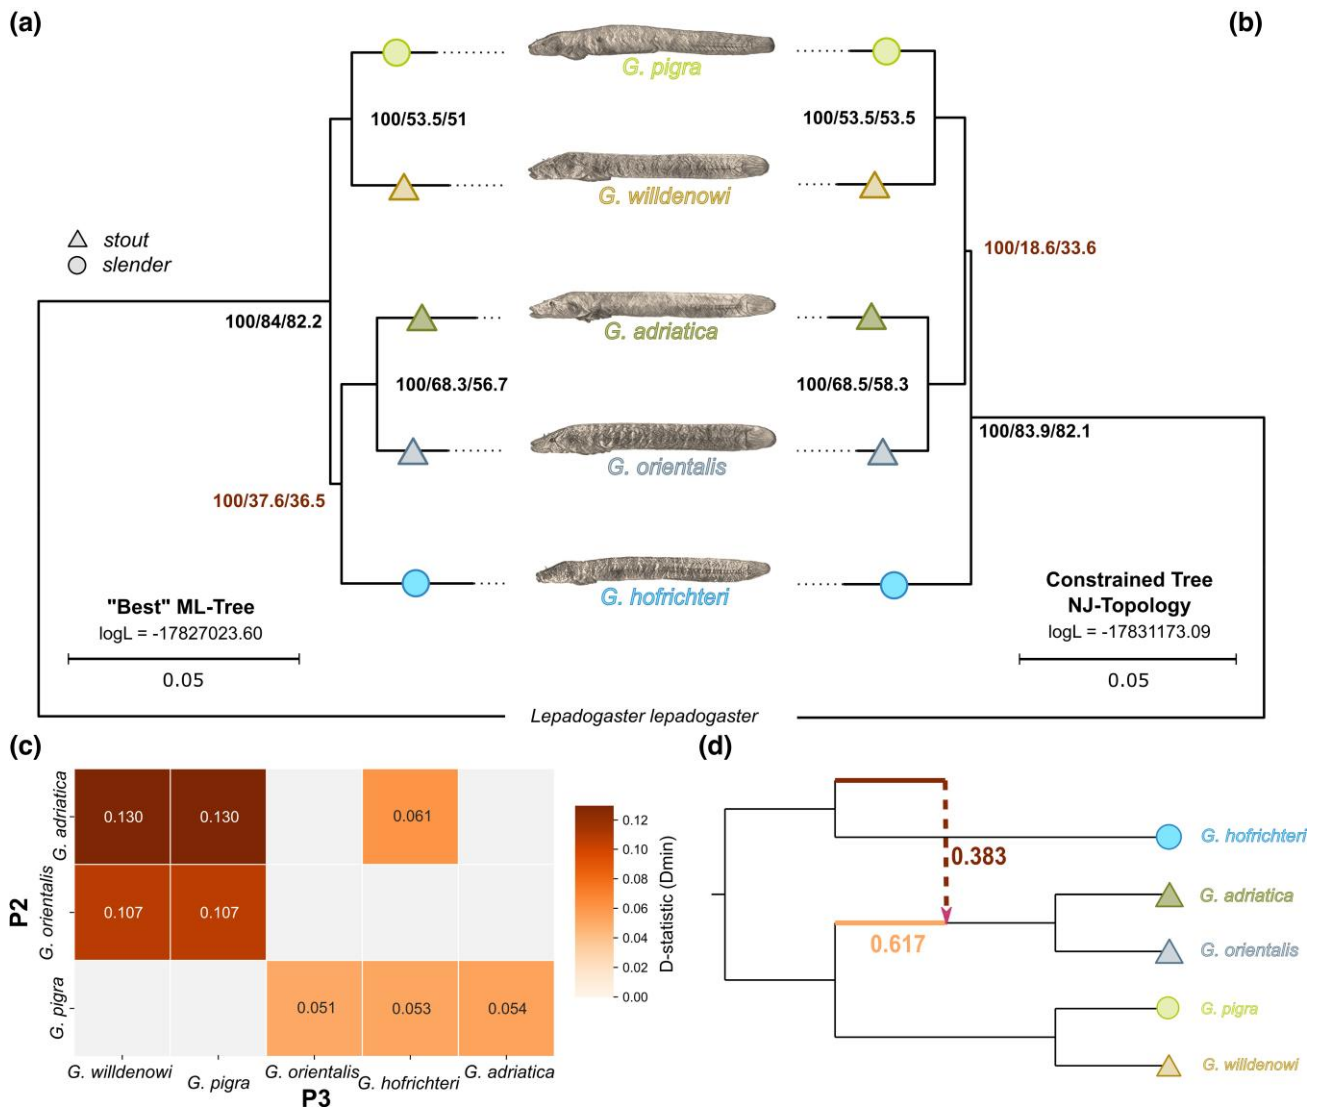 (a)
(b)
G. pigra
100/53.5/51
100/53.5/53.5
G. willdenowi
stout
slender
100/18.6/33.6
100/84/82.2
G. adriatica
100/68.3/56.7
100/68.5/58.3
100/83.9/82.1
G. orientalis
100/37.6/36.5
G. hofrichteri
"Best" ML-Tree
logL = -17827023.60
0.05
Constrained Tree
NJ-Topology
logL = -17831173.09
0.05
Lepadogaster lepadogaster
(c)
P2
G. adriatica
G. orientalis
G. pigra
0.130
0.130
0.061
0.107
0.107
0.051
0.053
0.054
G. willdenowi
G. pigra
G. orientalis
G. hofrichteri
G. adriatica
P3
0.12
0.10
0.08
0.06
0.04
0.02
0.00
D-statistic (Dmin)
(d)
G. hofrichteri
0.383
G. adriatica
0.617
G. orientalis
G. pigra
G. willdenowi